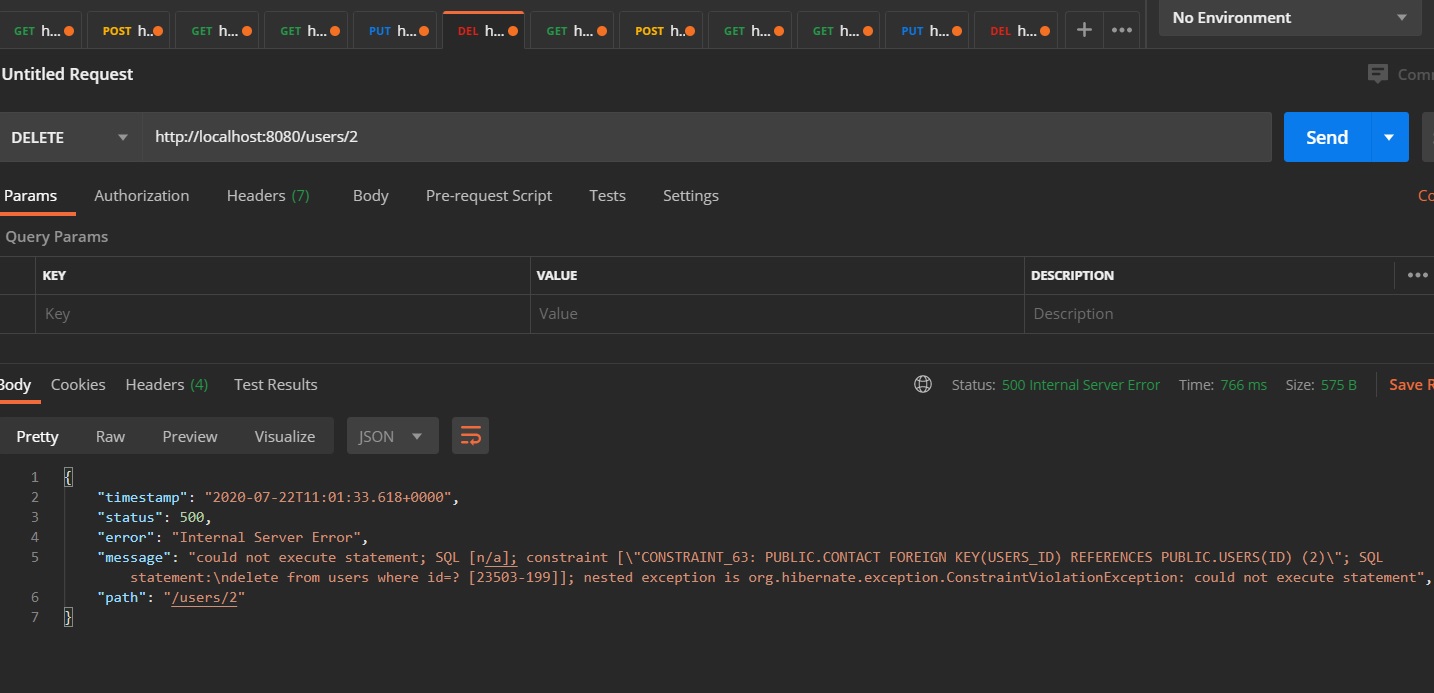 GET h... POST h.. GET h... GET h... PUT h... DEL h... GET h... POST h.. GET h... GET h... PUT h... DEL h... + ••• No Environment
Untitled Request
DELETE http://localhost:8080/users/2 Send
Params Authorization Headers (7) Body Pre-request Script Tests Settings
Query Params
KEY VALUE DESCRIPTION •••
Key Value Description
Body Cookies Headers (4) Test Results Status: 500 Internal Server Error Time: 766 ms Size: 575 B Save R
Pretty Raw Preview Visualize JSON
1 {
2 "timestamp": "2020-07-22T11:01:33.618+0000",
3 "status": 500,
4 "error": "Internal Server Error",
5 "message": "could not execute statement; SQL [n/a]; constraint [\"CONSTRAINT_63: PUBLIC.CONTACT FOREIGN KEY(USERS_ID) REFERENCES PUBLIC.USERS(ID) (2)\"; SQL
statement:\ndelete from users where id=? [23503-199]]; nested exception is org.hibernate.exception.ConstraintViolationException: could not execute statement",
6 "path": "/users/2"
7 }